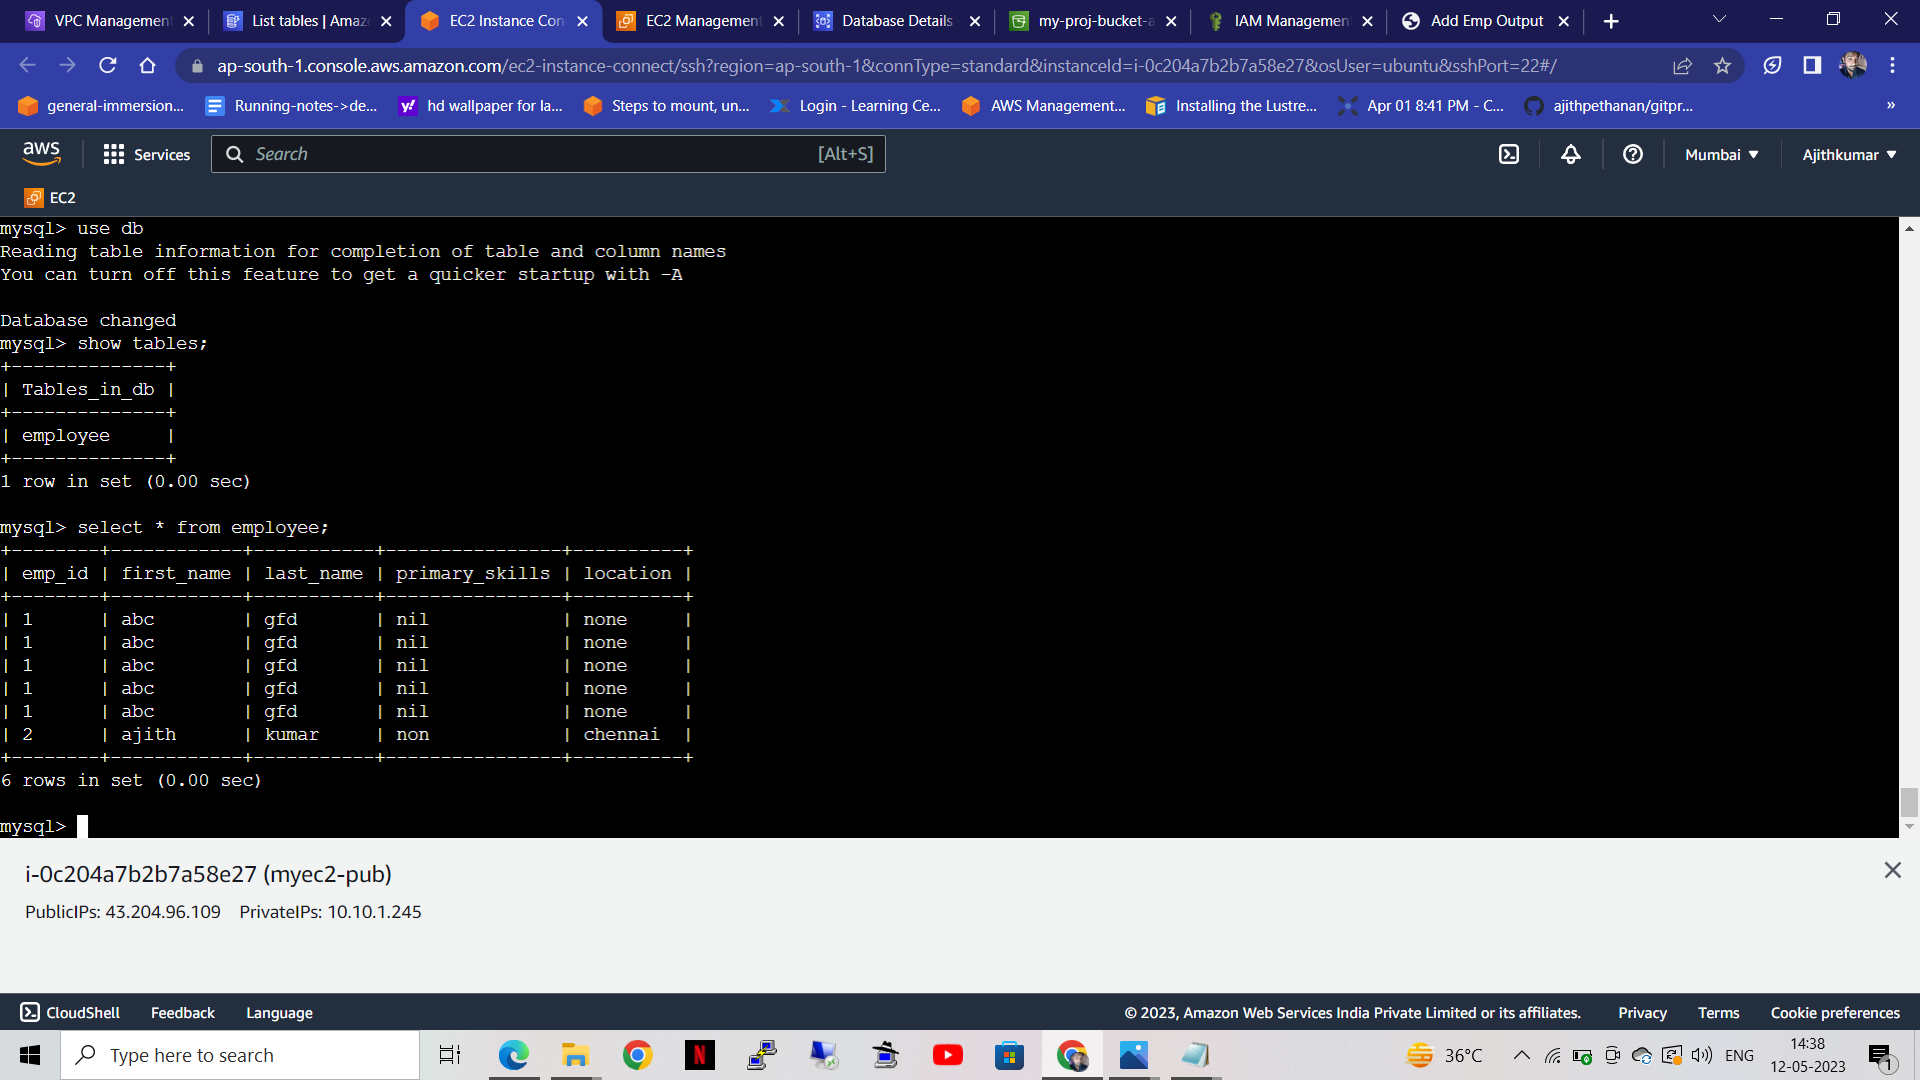 VPC Management
List tables | Amaz
EC2 Instance Con
EC2 Management
Database Details
my-proj-bucket-a
IAM Managemen
Add Emp Output
ap-south-1.console.aws.amazon.com/ec2-instance-connect/ssh?region=ap-south-1&connType=standard&instanceId=i-0c204a7b2b7a58e27&osUser=ubuntu&sshPort=22#/
general-immersion...
Running-notes->de...
hd wallpaper for la...
Steps to mount, un...
Login - Learning Ce...
AWS Management...
Installing the Lustre...
Apr 01 8:41 PM - C...
ajithpethanan/gitpr...
»
aws
Services
Search
[Alt+S]
Mumbai
Ajithkumar
EC2
mysql> use db
Reading table information for completion of table and column names
You can turn off this feature to get a quicker startup with -A
Database changed
mysql> show tables;
+--------------+
| Tables_in_db |
+--------------+
| employee     |
+--------------+
1 row in set (0.00 sec)
mysql> select * from employee;
+--------+------------+-----------+----------------+----------+
| emp_id | first_name | last_name | primary_skills | location |
+--------+------------+-----------+----------------+----------+
| 1      | abc        | gfd       | nil            | none     |
| 1      | abc        | gfd       | nil            | none     |
| 1      | abc        | gfd       | nil            | none     |
| 1      | abc        | gfd       | nil            | none     |
| 1      | abc        | gfd       | nil            | none     |
| 2      | ajith      | kumar     | non            | chennai  |
+--------+------------+-----------+----------------+----------+
6 rows in set (0.00 sec)
mysql>
i-0c204a7b2b7a58e27 (myec2-pub)
PublicIPs: 43.204.96.109 PrivateIPs: 10.10.1.245
CloudShell
Feedback
Language
© 2023, Amazon Web Services India Private Limited or its affiliates.
Privacy
Terms
Cookie preferences
Type here to search
N
36°C
ENG
14:38
12-05-2023
1